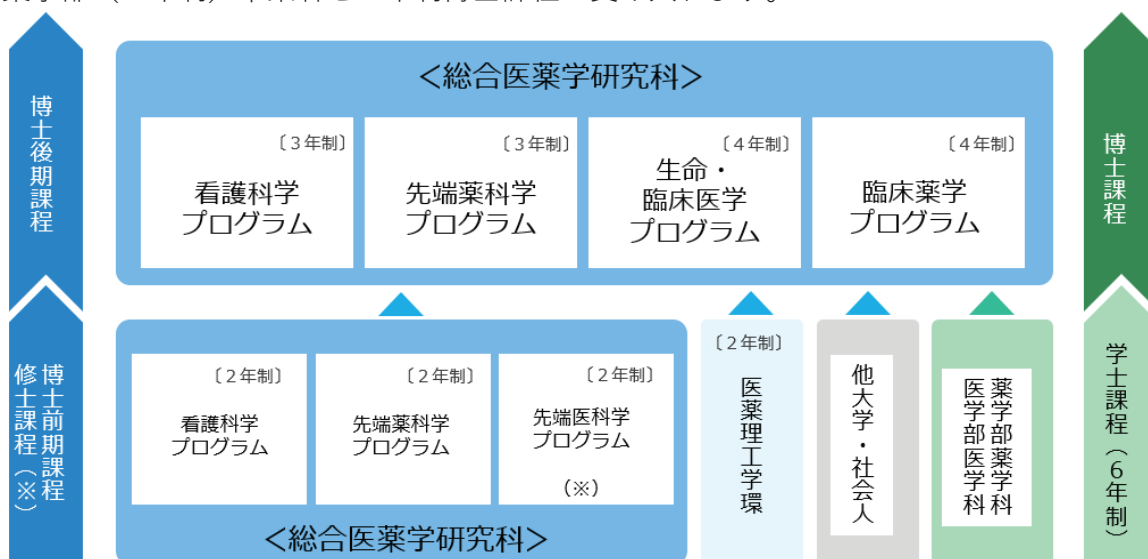 博士後期課程
＜総合医薬学研究科＞
〔３年制〕
看護科学
プログラム
〔３年制〕
先端薬科学
プログラム
〔４年制〕
生命・
臨床医学
プログラム
〔４年制〕
臨床薬学
プログラム
博士課程
博士前期課程
修士課程（※）
〔２年制〕
看護科学
プログラム
〔２年制〕
先端薬科学
プログラム
〔２年制〕
先端医科学
プログラム
（※）
＜総合医薬学研究科＞
〔２年制〕
医薬理工学環
他大学・社会人
薬学部薬学科
医学部医学科
学士課程（６年制）